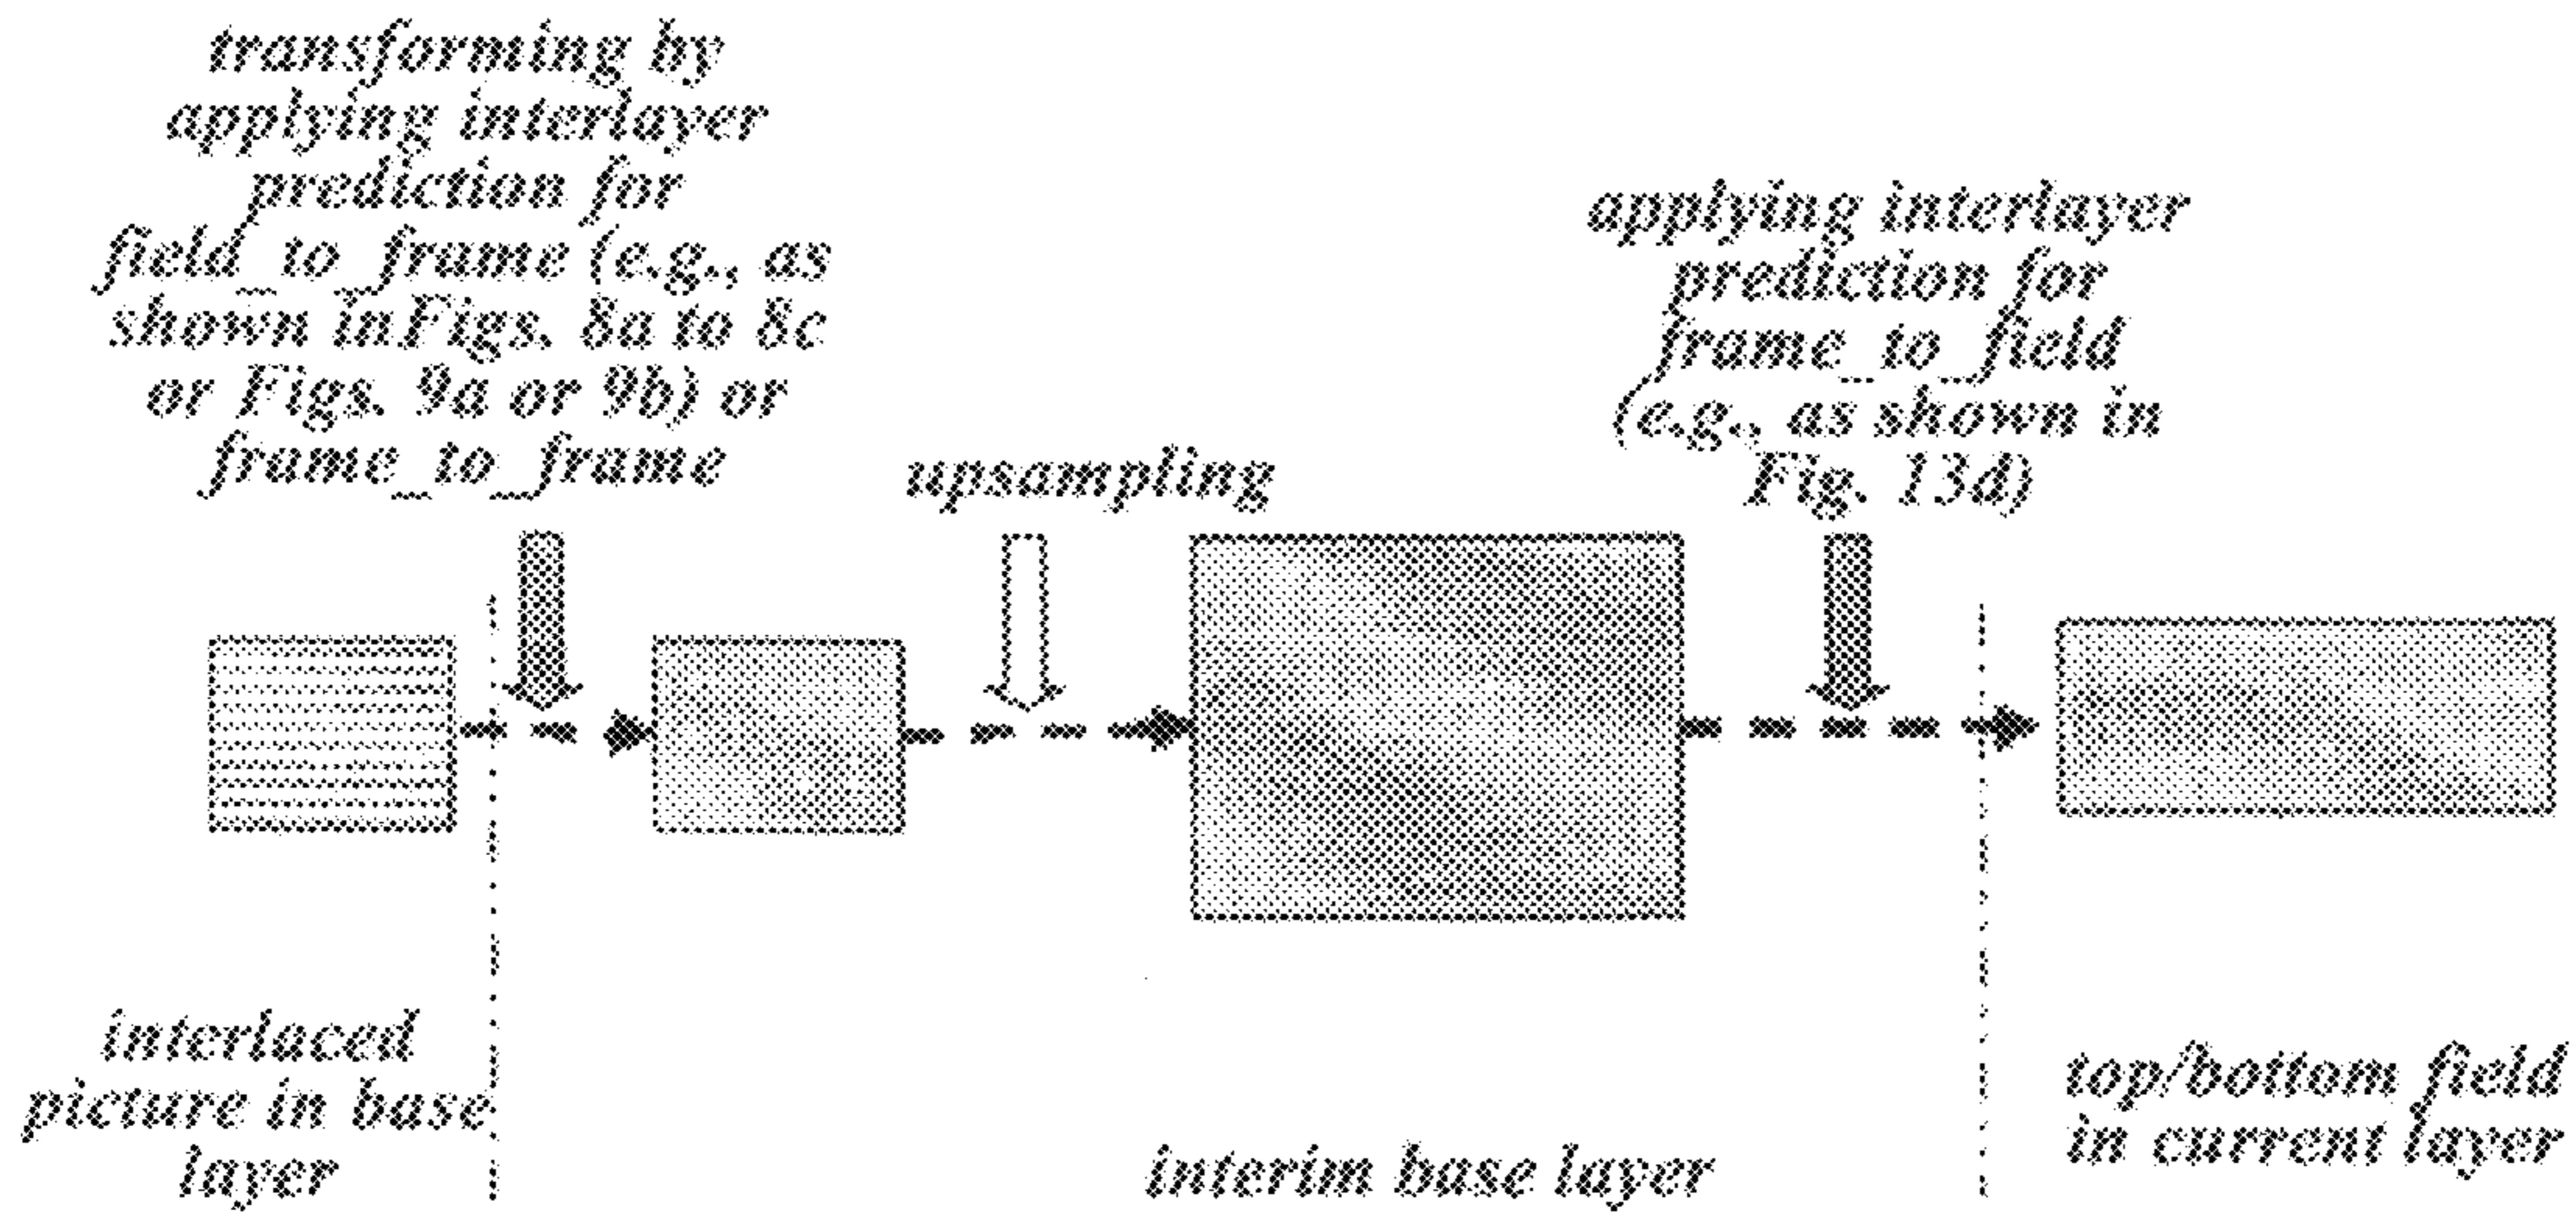 transforming by
applying interlayer
prediction for
field_to_frame (e.g., as
shown inFigs. 8a to 8c
or Figs. 9a or 9b) or
frame_to_frame
upsampling
applying interlayer
prediction for
frame_to_field
(e.g., as shown in
Fig. 13d)
interlaced
picture in base
layer
interim base layer
top/bottom field
in current layer